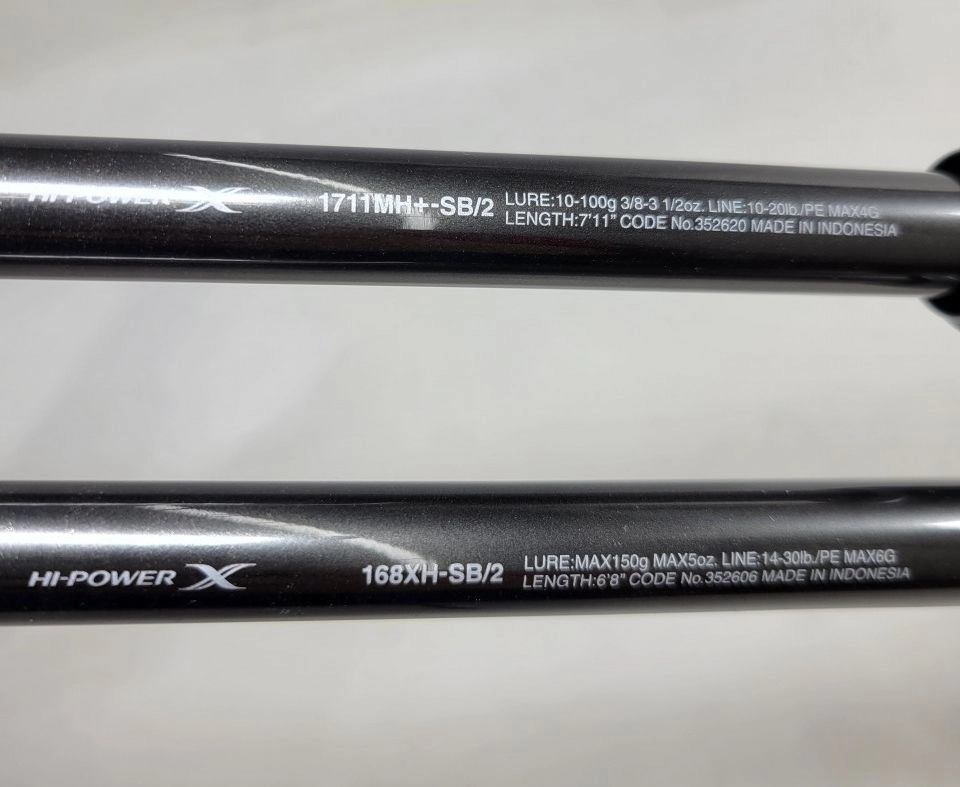 HI-POWER X 1711MH+-SB/2
LURE:10-100g 3/8-3 1/2oz. LINE:10-20lb./PE MAX4G
LENGTH:7'11" CODE No.352620 MADE IN INDONESIA
HI-POWER X 168XH-SB/2
LURE:MAX150g MAX5oz. LINE:14-30lb./PE MAX6G
LENGTH:6'8" CODE No.352606 MADE IN INDONESIA